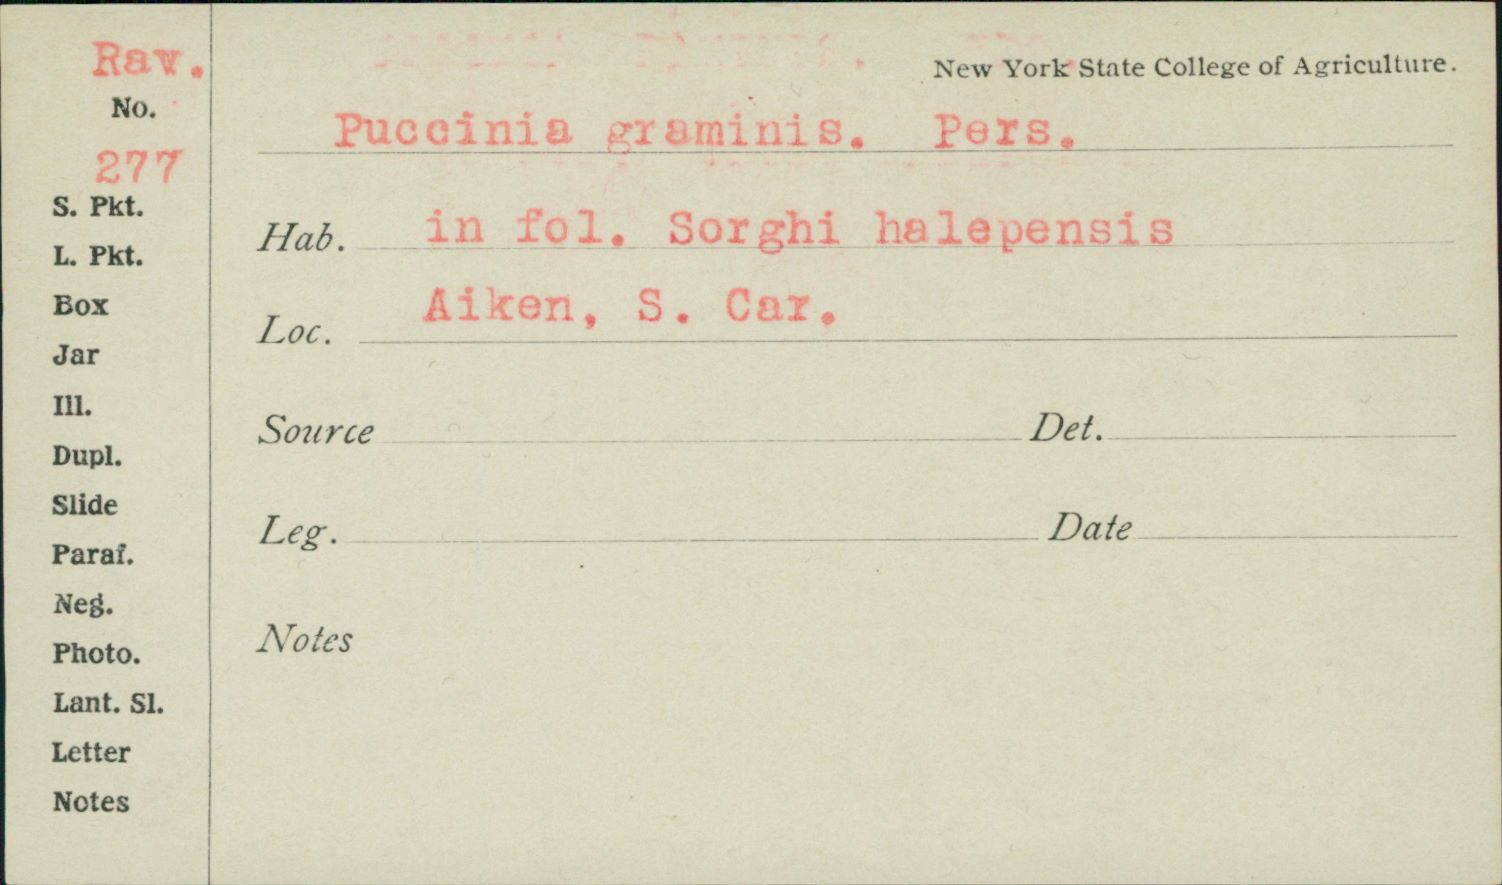 Rav.
No.
277
S. Pkt.
L. Pkt.
Box
Jar
Ill.
Dupl.
Slide
Paraf.
Neg.
Photo.
Lant. Sl.
Letter
Notes
New York State College of Agriculture.
Puccinia graminis. Pers.
Hab. in fol. Sorghi halepensis
Loc. Aiken, S. Car.
Source Det.
Leg. Date
Notes